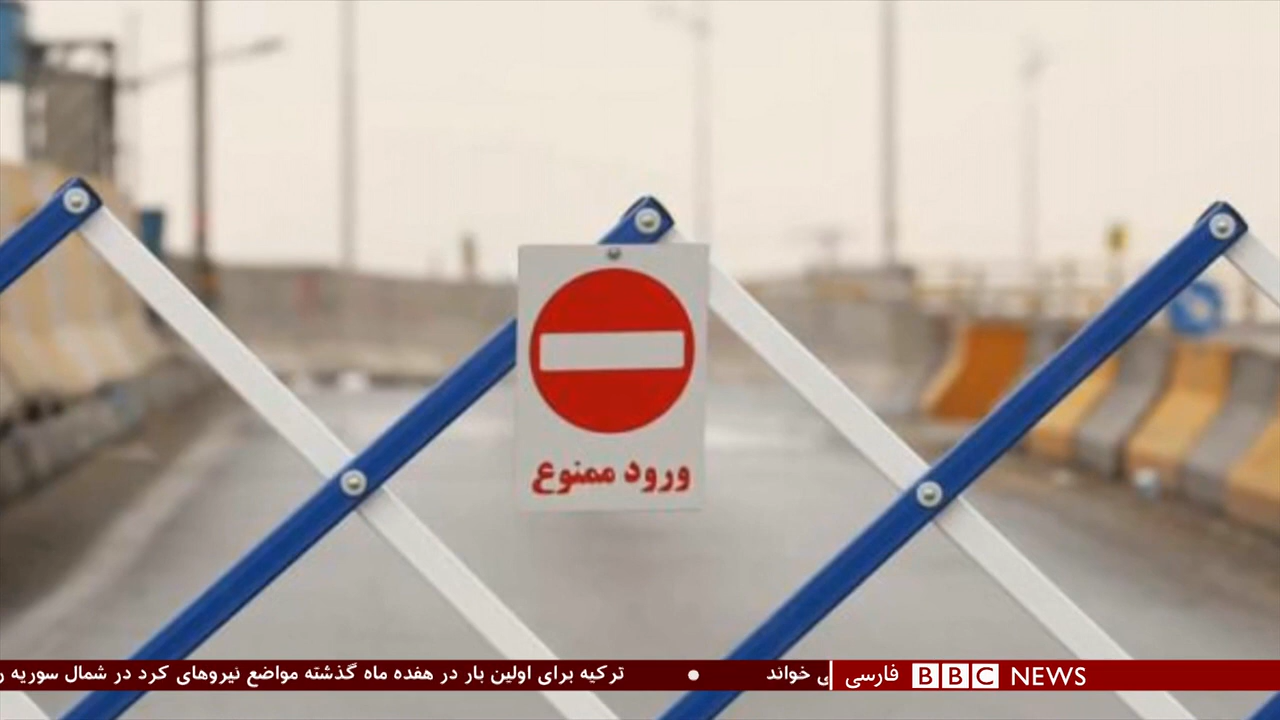 ورود ممنوع
BBC NEWS فارسی
خواند
ترکیه برای اولین بار در هفده ماه گذشته مواضع نیروهای کرد در شمال سوریه